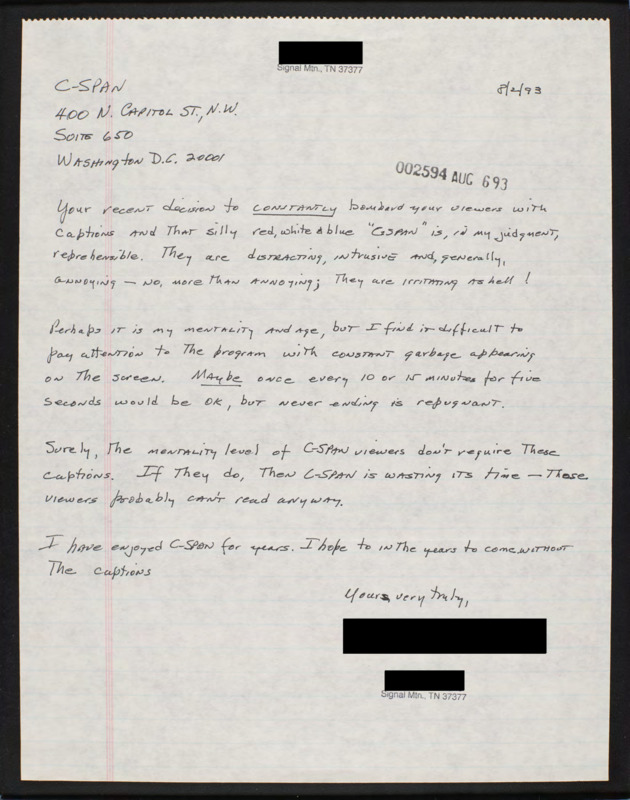 Signal Mtn., TN 37377
C-SPAN
8/2/93
400 N. CAPITOL ST., N.W.
SUITE 650
WASHINGTON D.C. 20001
002594 AUG 6 93
Your recent decision to constantly bombard your viewers with
captions and that silly red, white & blue "C-SPAN" is, in my judgment,
reprehensible. They are distracting, intrusive and, generally,
annoying — no, more than annoying; they are irritating as hell!
Perhaps it is my mentality and age, but I find it difficult to
pay attention to the program with constant garbage appearing
on the screen. Maybe once every 10 or 15 minutes for five
seconds would be OK, but never ending is repugnant.
Surely, the mentality level of C-SPAN viewers don't require these
captions. If they do, then C-SPAN is wasting its time — these
viewers probably can't read anyway.
I have enjoyed C-SPAN for years. I hope to in the years to come without
the captions
Yours very truly,
Signal Mtn., TN 37377